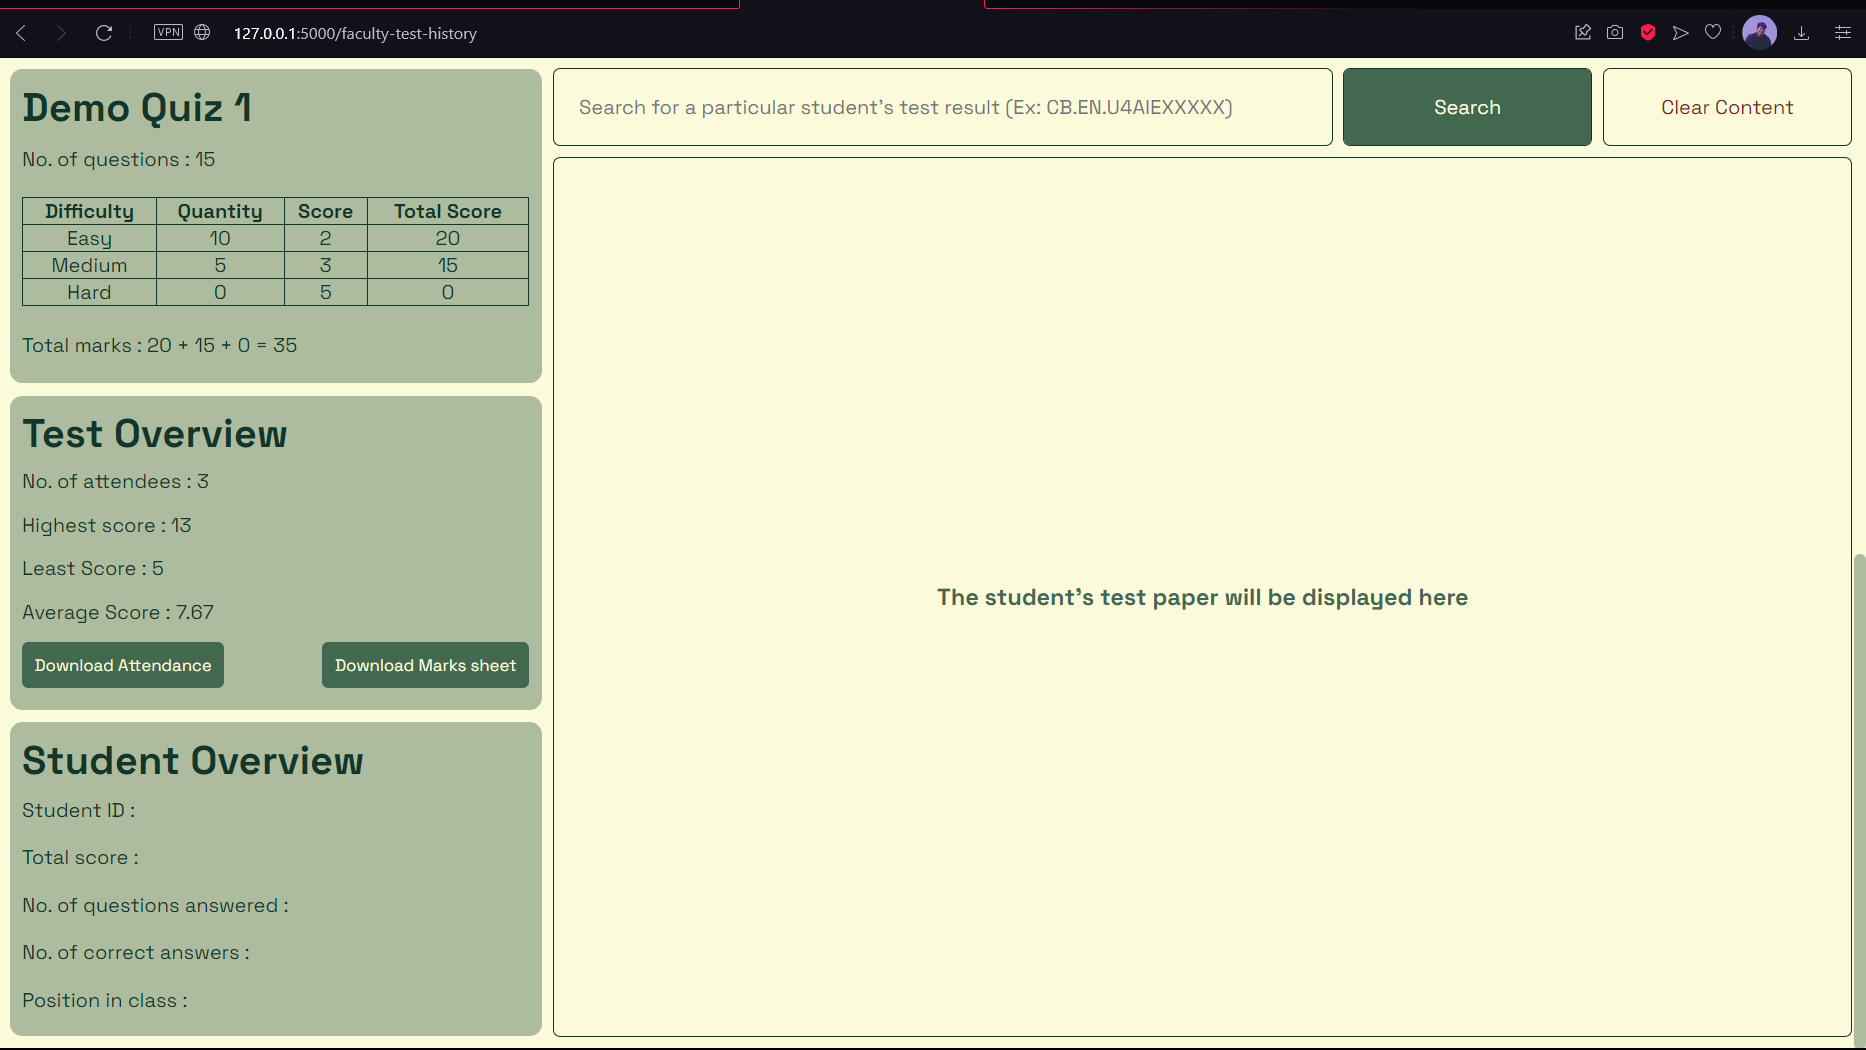 VPN
127.0.0.1:5000/faculty-test-history
Demo Quiz 1
No. of questions : 15
Difficulty Quantity Score Total Score
Easy 10 2 20
Medium 5 3 15
Hard 0 5 0
Total marks : 20 + 15 + 0 = 35
Test Overview
No. of attendees : 3
Highest score : 13
Least Score : 5
Average Score : 7.67
Download Attendance
Download Marks sheet
Student Overview
Student ID :
Total score :
No. of questions answered :
No. of correct answers :
Position in class :
Search for a particular student's test result (Ex: CB.EN.U4AIEXXXXX)
Search
Clear Content
The student's test paper will be displayed here